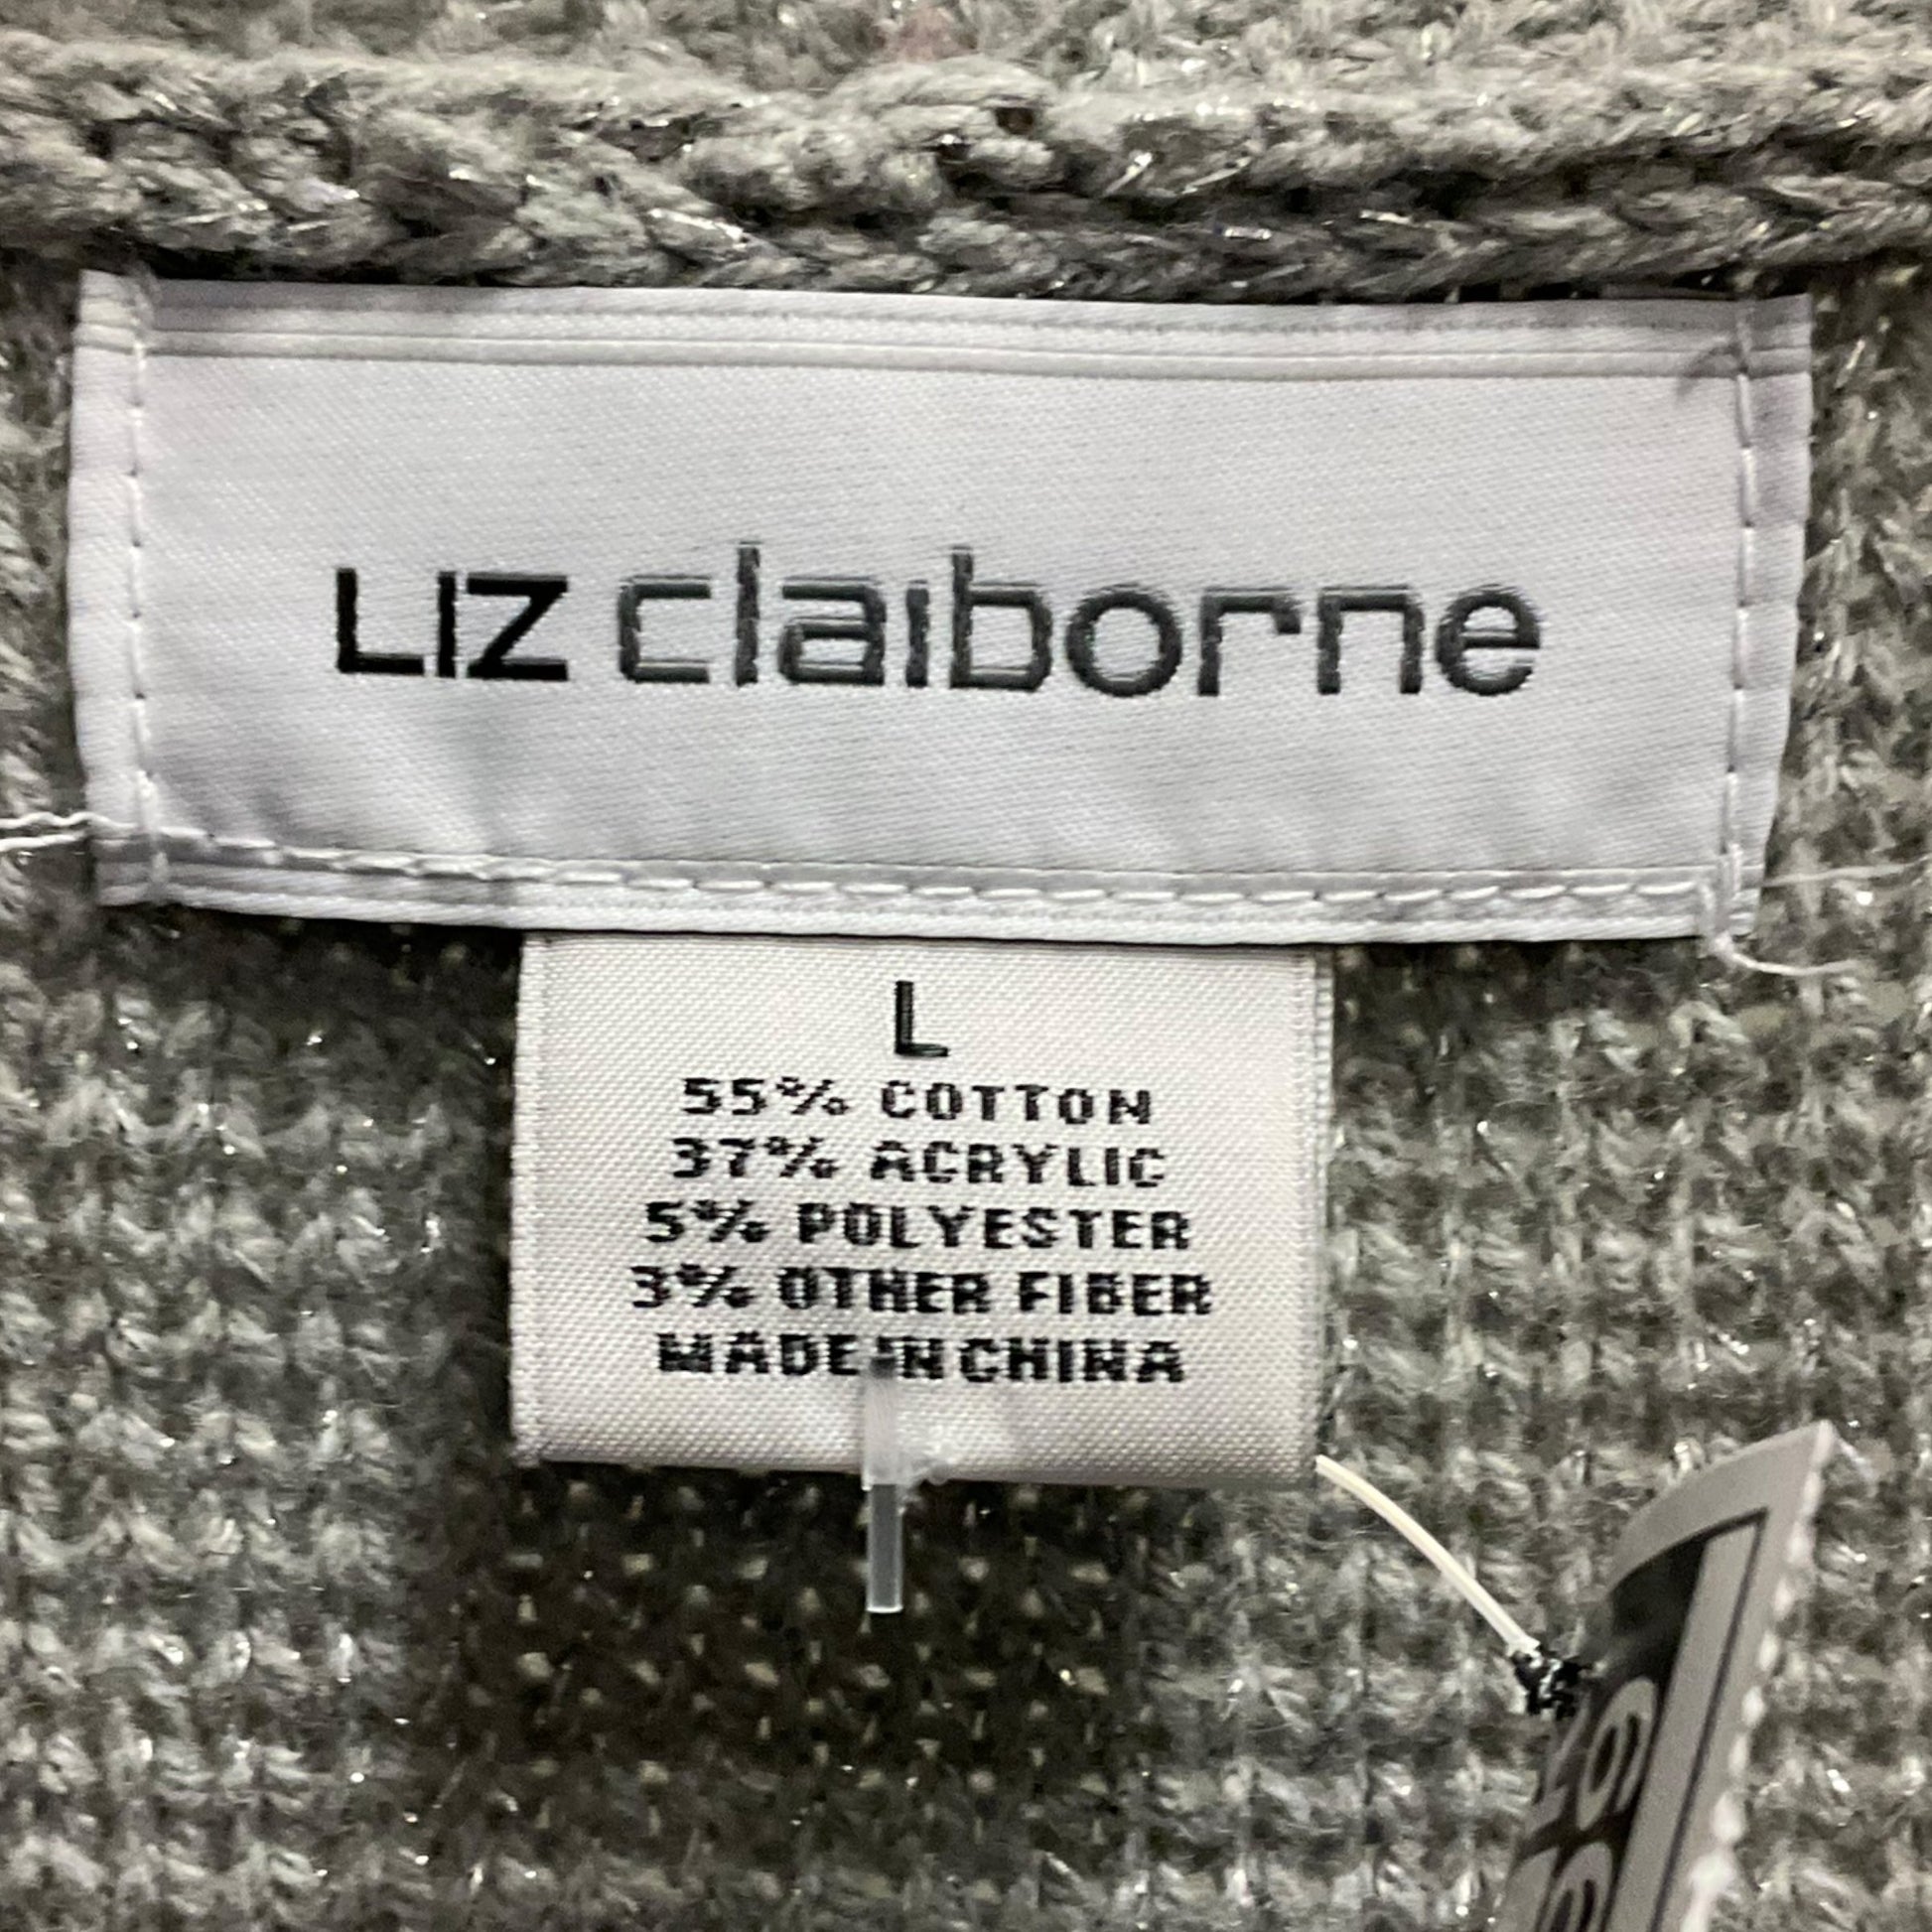 LIZ claiborne
L
55% COTTON
37% ACRYLIC
5% POLYESTER
3% OTHER FIBER
MADE IN CHINA